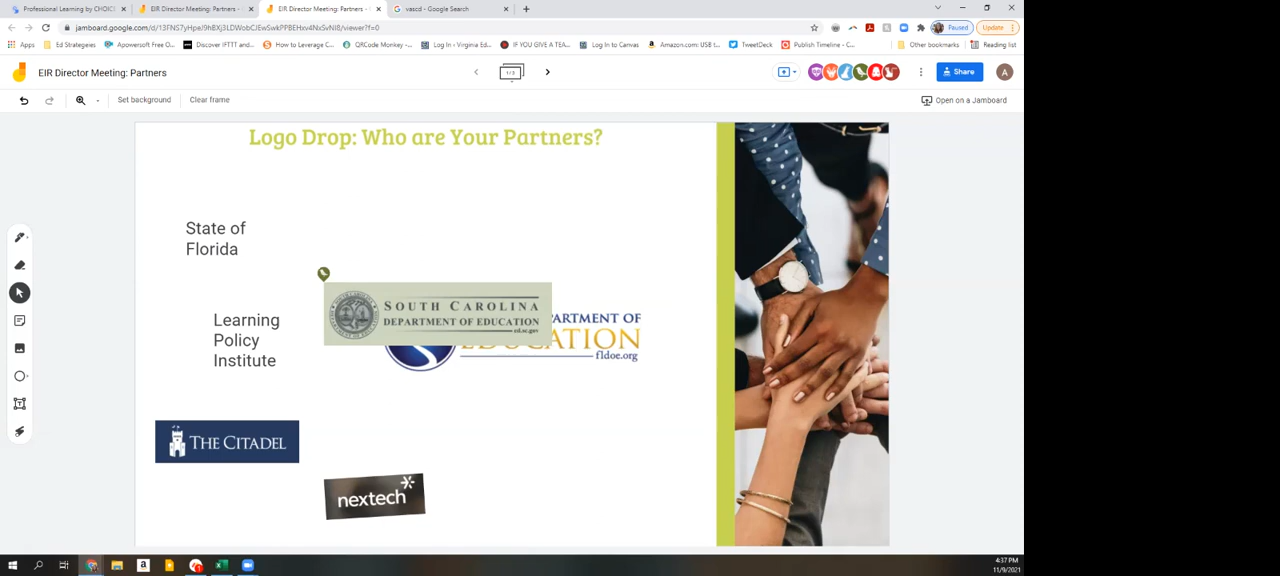 Professional Learning by CHOICE
EIR Director Meeting: Partners -
EIR Director Meeting: Partners -
vascd - Google Search
jamboard.google.com/d/13FNS7yHpeJ9hBXj3LDWobCJEwSwkPPBEHxv4NxSvNI8/viewer?f=0
Paused
Update
Apps
Ed Strategeies
Apowersoft Free O...
Discover IFTTT and...
How to Leverage C...
QRCode Monkey -...
Log In - Virginia Ed...
IF YOU GIVE A TEA...
Log In to Canvas
Amazon.com: USB t...
TweetDeck
Publish Timeline - C...
Other bookmarks
Reading list
EIR Director Meeting: Partners
1/3
Share
A
Set background
Clear frame
Open on a Jamboard
Logo Drop: Who are Your Partners?
State of
Florida
SOUTH CAROLINA
DEPARTMENT OF EDUCATION
ed.sc.gov
PARTMENT OF
EDUCATION
fldoe.org
Learning
Policy
Institute
THE CITADEL
nextech
4:37 PM
11/9/2021